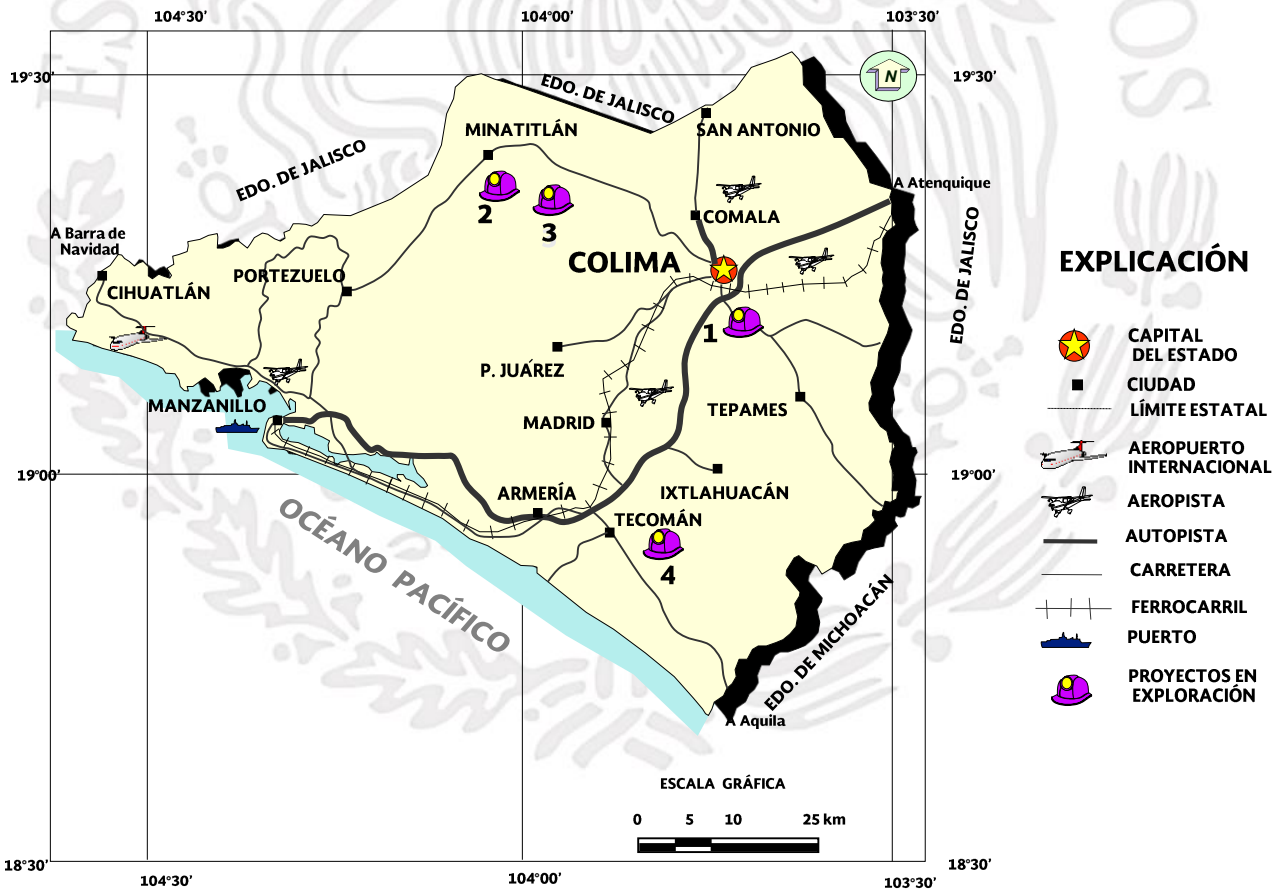 104°30'
104°00'
103°30'
19°30'
19°30'
N
EDO. DE JALISCO
MINATITLÁN
SAN ANTONIO
EDO. DE JALISCO
A Atenquique
2
3
COMALA
A Barra de
Navidad
COLIMA
EDO. DE JALISCO
EXPLICACIÓN
PORTEZUELO
CIHUATLÁN
1
CAPITAL
DEL ESTADO
P. JUÁREZ
CIUDAD
MANZANILLO
TEPAMES
LÍMITE ESTATAL
MADRID
AEROPUERTO
INTERNACIONAL
19°00'
19°00'
ARMERÍA
IXTLAHUACÁN
AEROPISTA
TECOMÁN
AUTOPISTA
OCÉANO PACÍFICO
4
CARRETERA
FERROCARRIL
EDO. DE MICHOACÁN
PUERTO
PROYECTOS EN
EXPLORACIÓN
A Aquila
ESCALA GRÁFICA
0 5 10 25 km
18°30'
18°30'
104°30'
104°00'
103°30'